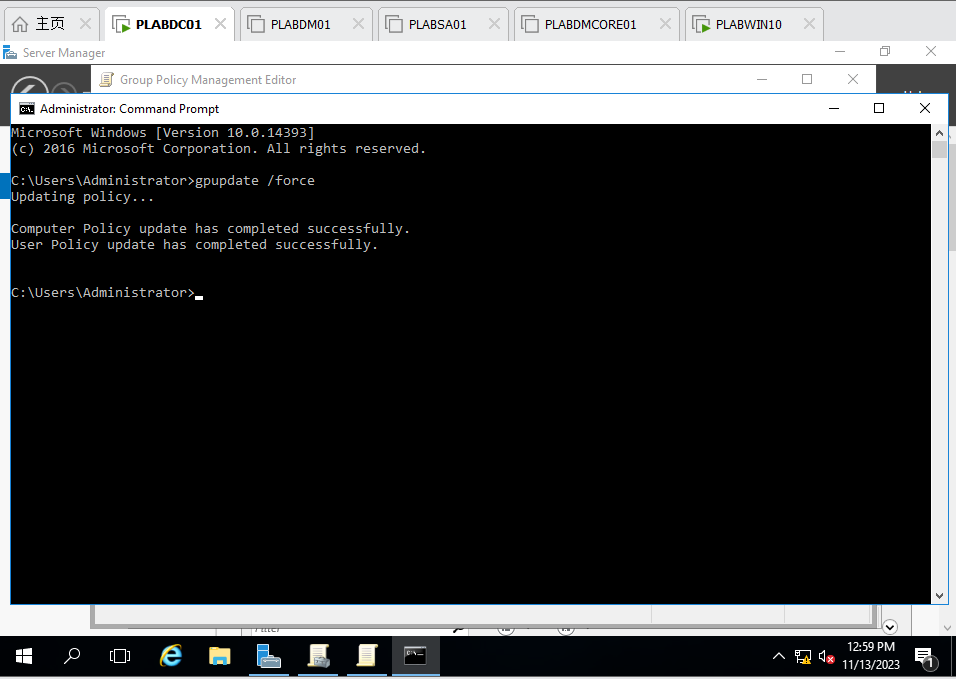 主页
PLABDC01
PLABDM01
PLABSA01
PLABDMCORE01
PLABWIN10
Server Manager
Group Policy Management Editor
Administrator: Command Prompt
Microsoft Windows [Version 10.0.14393]
(c) 2016 Microsoft Corporation. All rights reserved.
C:\Users\Administrator>gpupdate /force
Updating policy...
Computer Policy update has completed successfully.
User Policy update has completed successfully.
C:\Users\Administrator>
Filter
12:59 PM
11/13/2023
1